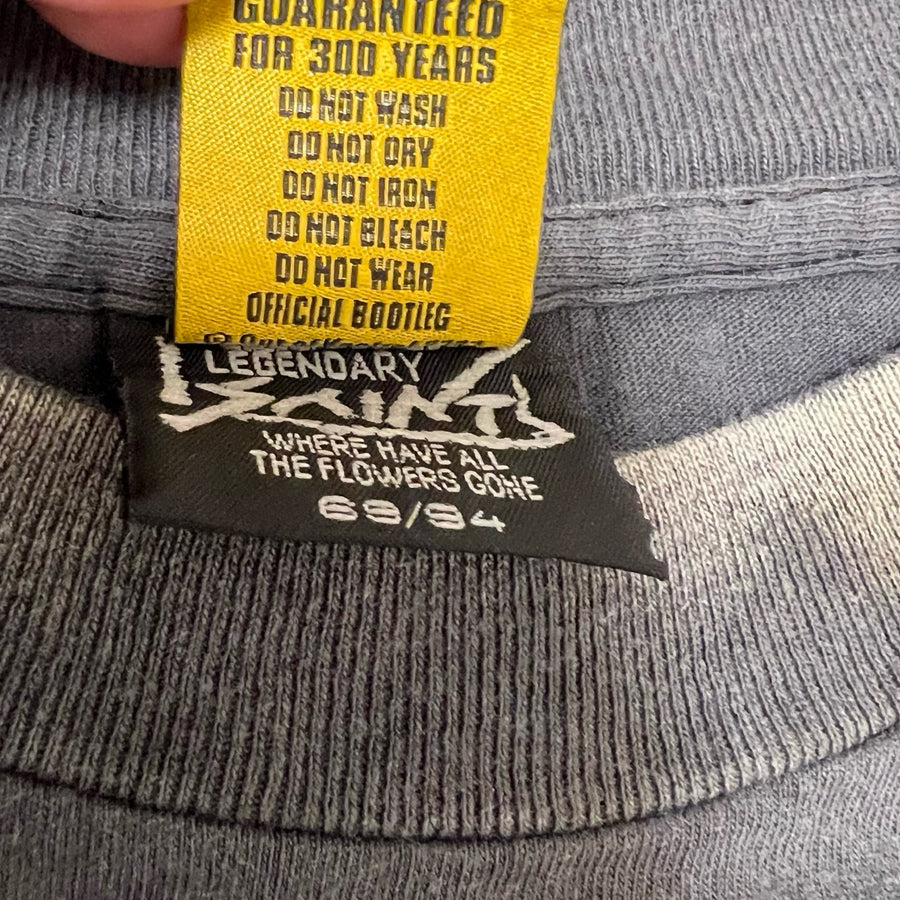 GUARANTEED
FOR 300 YEARS
DO NOT WASH
DO NOT DRY
DO NOT IRON
DO NOT BLEACH
DO NOT WEAR
OFFICIAL BOOTLEG
LEGENDARY
SAINT
WHERE HAVE ALL
THE FLOWERS GONE
69/94